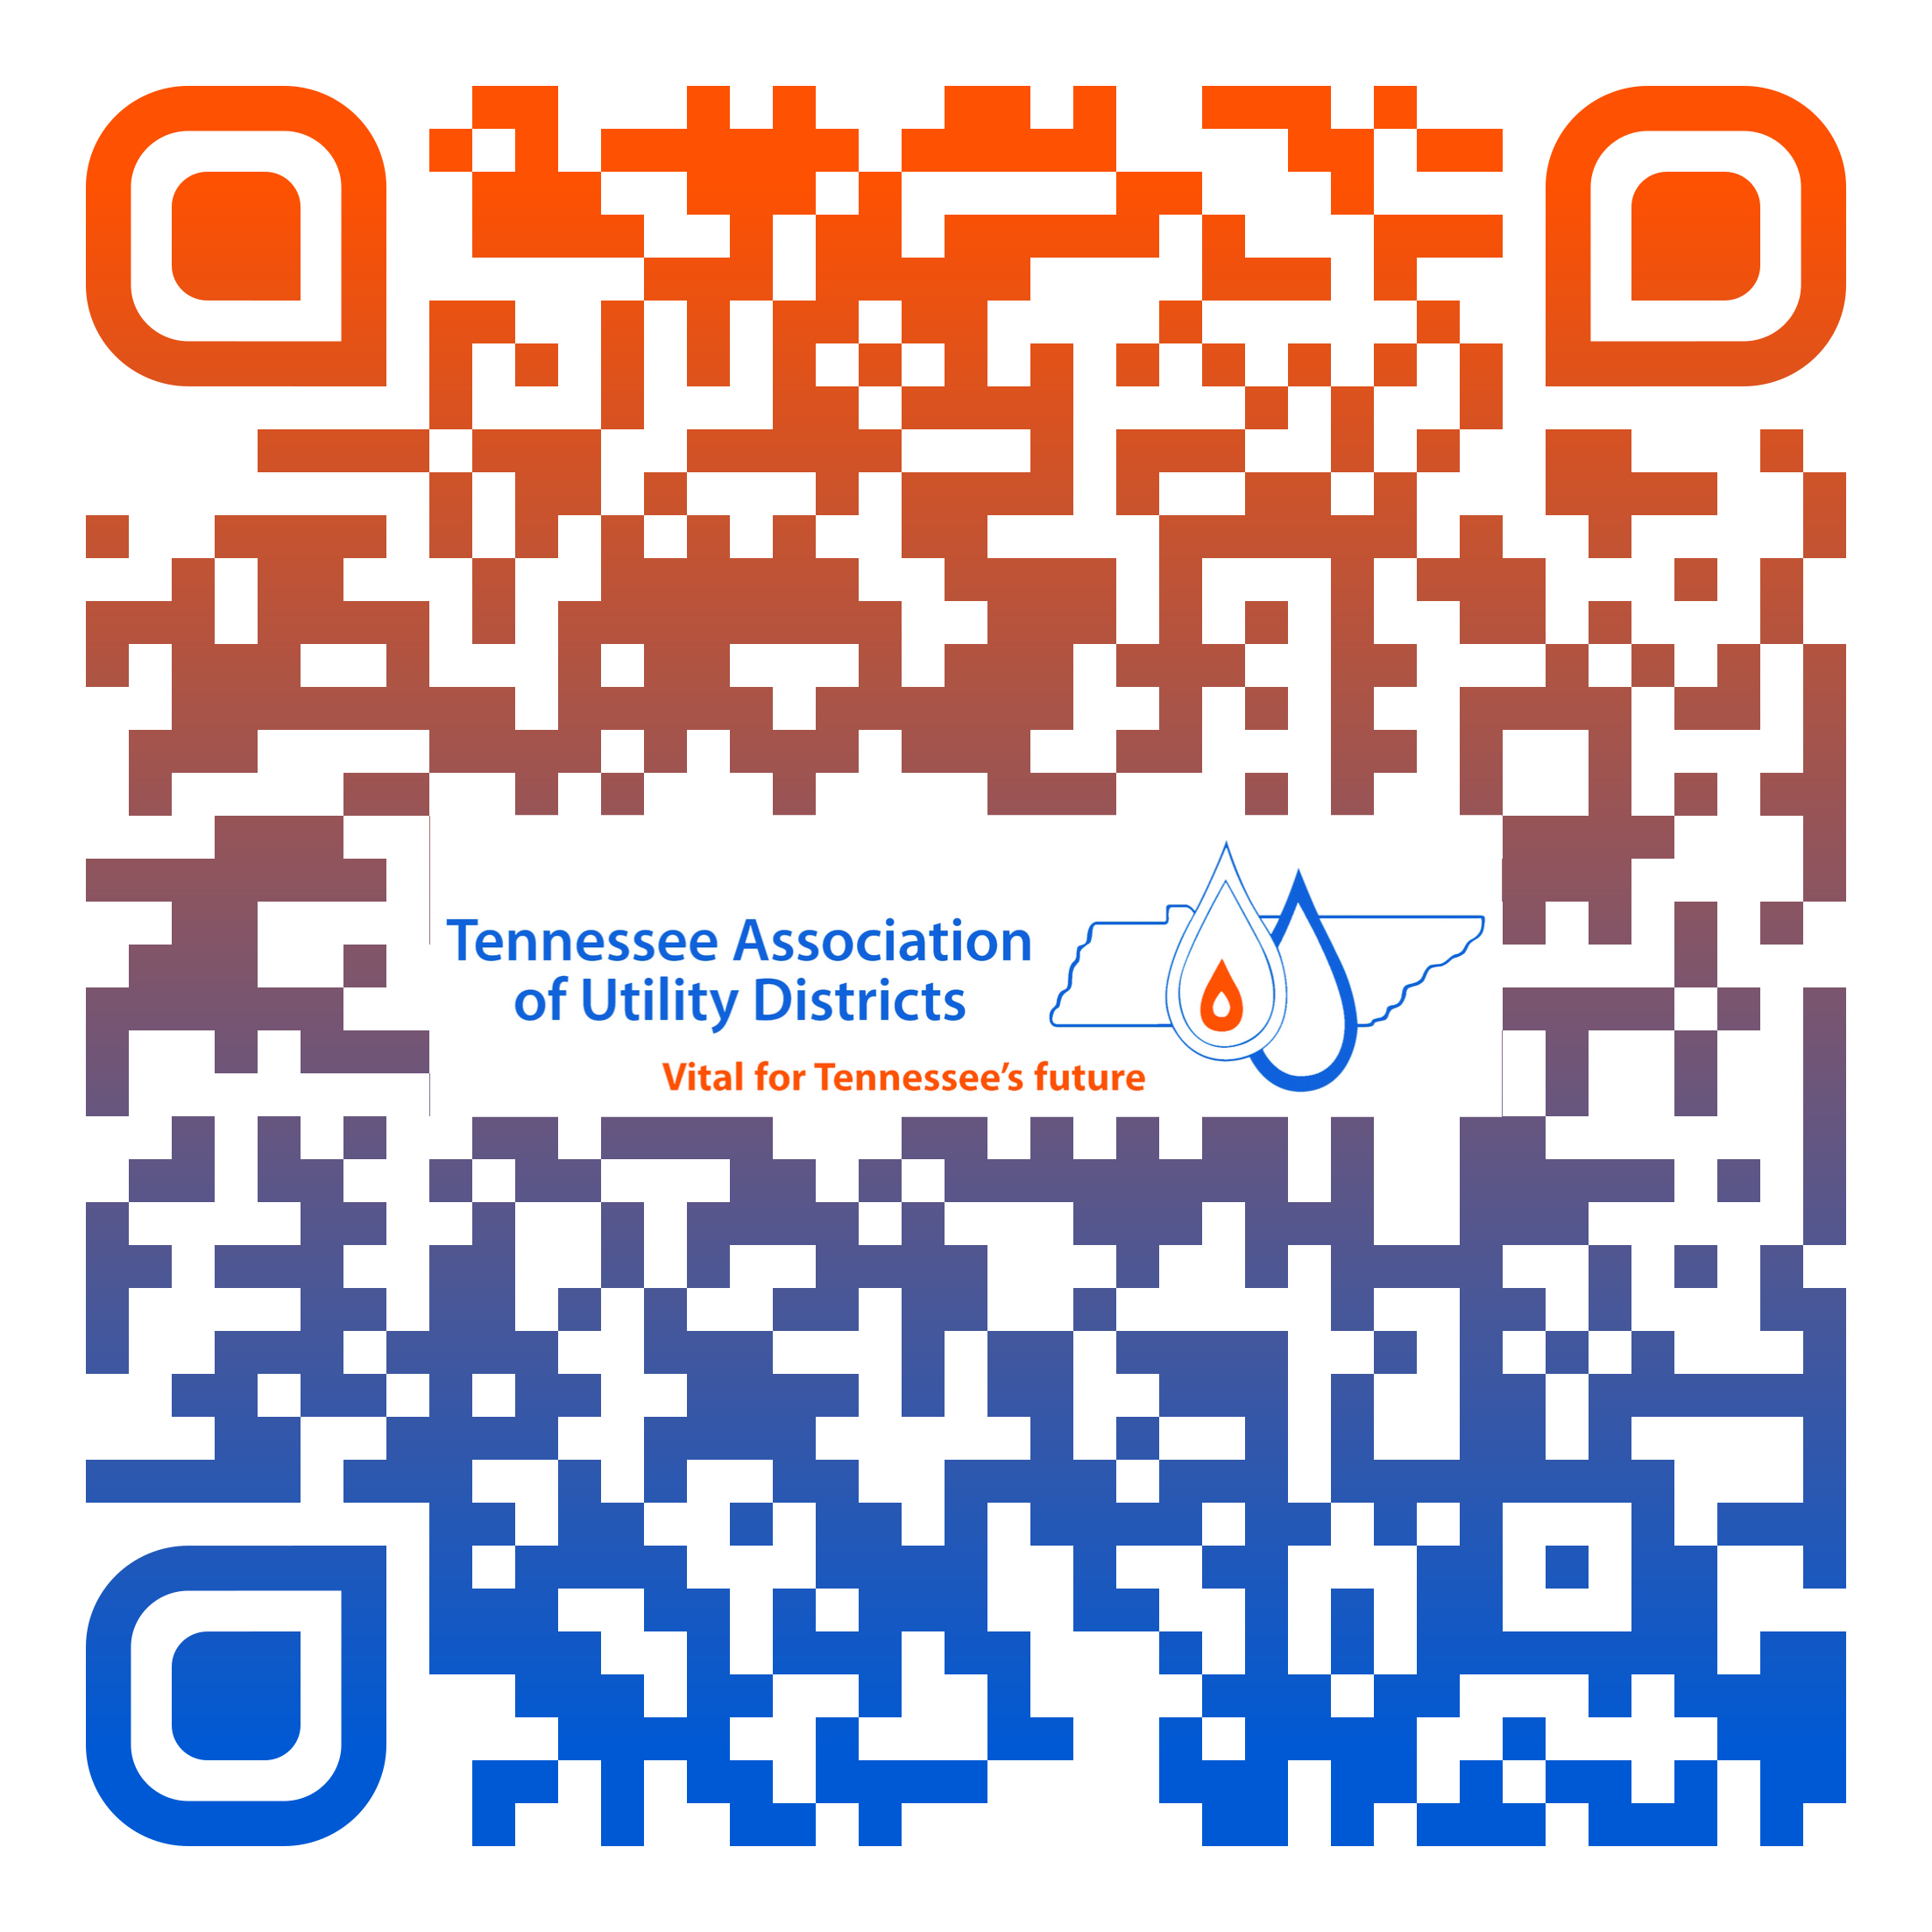 Tennessee Association
of Utility Districts
Vital for Tennessee’s future